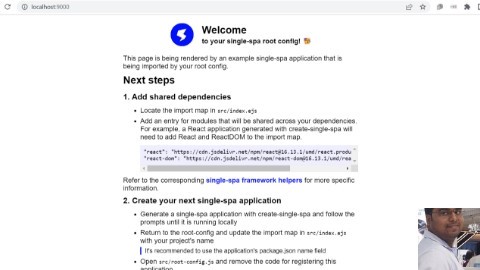 localhost:9000
Welcome
to your single-spa root config!
This page is being rendered by an example single-spa application that is
being imported by your root config.
Next steps
1. Add shared dependencies
Locate the import map in src/index.ejs
Add an entry for modules that will be shared across your dependencies.
For example, a React application generated with create-single-spa will
need to add React and ReactDOM to the import map.
"react": "https://cdn.jsdelivr.net/npm/react@16.13.1/umd/react.produ
"react-dom": "https://cdn.jsdelivr.net/npm/react-dom@16.13.1/umd/rea
Refer to the corresponding single-spa framework helpers for more specific
information.
2. Create your next single-spa application
Generate a single-spa application with create-single-spa and follow the
prompts until it is running locally
Return to the root-config and update the import map in src/index.ejs
with your project's name
It's recommended to use the application's package.json name field
Open src/root-config.js and remove the code for registering this
application